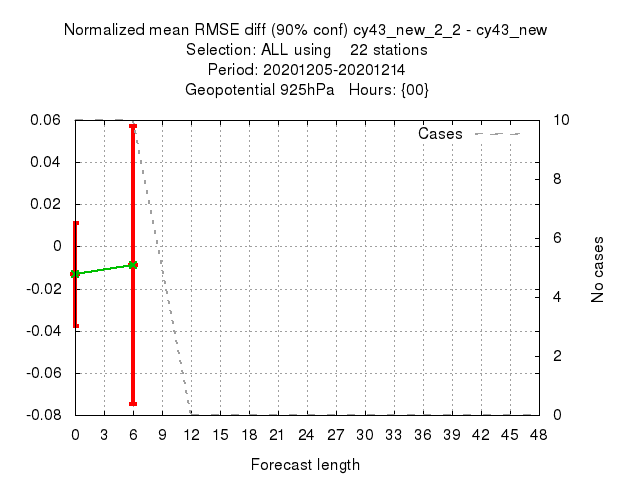 Normalized mean RMSE diff (90% conf) cy43_new_2_2 - cy43_new
Selection: ALL using 22 stations
Period: 20201205-20201214
Geopotential 925hPa Hours: {00}
Cases
0.06
0.04
0.02
0
-0.02
-0.04
-0.06
-0.08
10
8
6
4
2
0
No cases
0 3 6 9 12 15 18 21 24 27 30 33 36 39 42 45 48
Forecast length